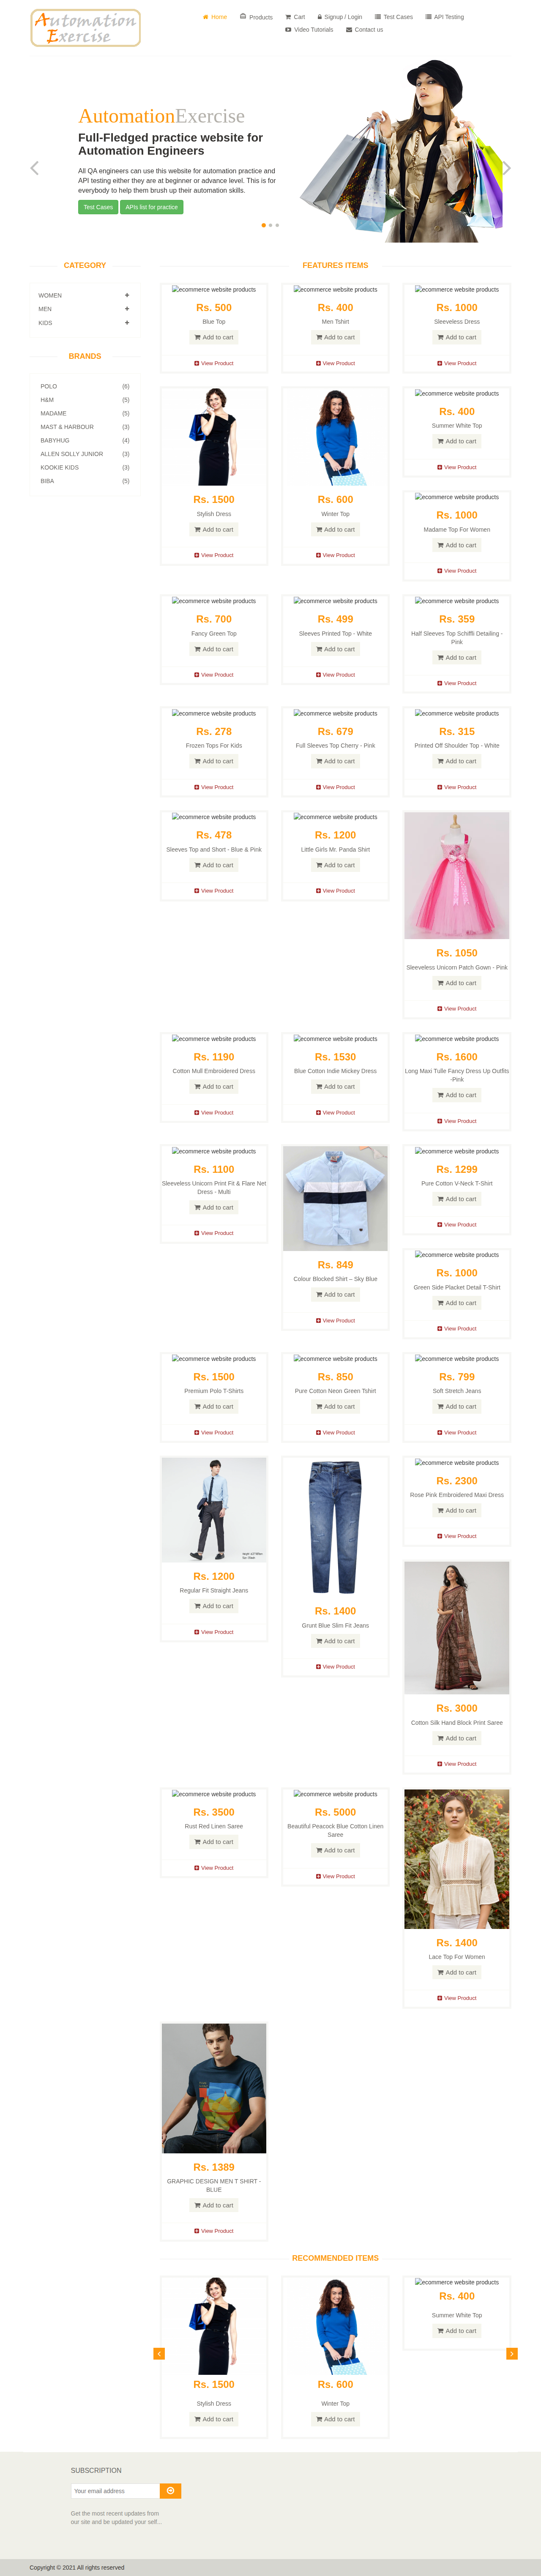 Automation
Exercise
Home
Products
Cart
Signup / Login
Test Cases
API Testing
Video Tutorials
Contact us
AutomationExercise
Full-Fledged practice website for
Automation Engineers
All QA engineers can use this website for automation practice and
API testing either they are at beginner or advance level. This is for
everybody to help them brush up their automation skills.
Test Cases
APIs list for practice
CATEGORY
WOMEN
MEN
KIDS
BRANDS
POLO (6)
H&M (5)
MADAME (5)
MAST & HARBOUR (3)
BABYHUG (4)
ALLEN SOLLY JUNIOR (3)
KOOKIE KIDS (3)
BIBA (5)
FEATURES ITEMS
ecommerce website products
Rs. 500
Blue Top
Add to cart
View Product
ecommerce website products
Rs. 400
Men Tshirt
Add to cart
View Product
ecommerce website products
Rs. 1000
Sleeveless Dress
Add to cart
View Product
Rs. 1500
Stylish Dress
Add to cart
View Product
Rs. 600
Winter Top
Add to cart
View Product
ecommerce website products
Rs. 400
Summer White Top
Add to cart
View Product
ecommerce website products
Rs. 1000
Madame Top For Women
Add to cart
View Product
ecommerce website products
Rs. 700
Fancy Green Top
Add to cart
View Product
ecommerce website products
Rs. 499
Sleeves Printed Top - White
Add to cart
View Product
ecommerce website products
Rs. 359
Half Sleeves Top Schiffli Detailing -
Pink
Add to cart
View Product
ecommerce website products
Rs. 278
Frozen Tops For Kids
Add to cart
View Product
ecommerce website products
Rs. 679
Full Sleeves Top Cherry - Pink
Add to cart
View Product
ecommerce website products
Rs. 315
Printed Off Shoulder Top - White
Add to cart
View Product
ecommerce website products
Rs. 478
Sleeves Top and Short - Blue & Pink
Add to cart
View Product
ecommerce website products
Rs. 1200
Little Girls Mr. Panda Shirt
Add to cart
View Product
Rs. 1050
Sleeveless Unicorn Patch Gown - Pink
Add to cart
View Product
ecommerce website products
Rs. 1190
Cotton Mull Embroidered Dress
Add to cart
View Product
ecommerce website products
Rs. 1530
Blue Cotton Indie Mickey Dress
Add to cart
View Product
ecommerce website products
Rs. 1600
Long Maxi Tulle Fancy Dress Up Outfits
-Pink
Add to cart
View Product
ecommerce website products
Rs. 1100
Sleeveless Unicorn Print Fit & Flare Net
Dress - Multi
Add to cart
View Product
Rs. 849
Colour Blocked Shirt – Sky Blue
Add to cart
View Product
ecommerce website products
Rs. 1299
Pure Cotton V-Neck T-Shirt
Add to cart
View Product
ecommerce website products
Rs. 1000
Green Side Placket Detail T-Shirt
Add to cart
View Product
ecommerce website products
Rs. 1500
Premium Polo T-Shirts
Add to cart
View Product
ecommerce website products
Rs. 850
Pure Cotton Neon Green Tshirt
Add to cart
View Product
ecommerce website products
Rs. 799
Soft Stretch Jeans
Add to cart
View Product
Rs. 1200
Regular Fit Straight Jeans
Add to cart
View Product
Rs. 1400
Grunt Blue Slim Fit Jeans
Add to cart
View Product
ecommerce website products
Rs. 2300
Rose Pink Embroidered Maxi Dress
Add to cart
View Product
Rs. 3000
Cotton Silk Hand Block Print Saree
Add to cart
View Product
ecommerce website products
Rs. 3500
Rust Red Linen Saree
Add to cart
View Product
ecommerce website products
Rs. 5000
Beautiful Peacock Blue Cotton Linen
Saree
Add to cart
View Product
Rs. 1400
Lace Top For Women
Add to cart
View Product
Rs. 1389
GRAPHIC DESIGN MEN T SHIRT -
BLUE
Add to cart
View Product
RECOMMENDED ITEMS
Rs. 1500
Stylish Dress
Add to cart
Rs. 600
Winter Top
Add to cart
ecommerce website products
Rs. 400
Summer White Top
Add to cart
SUBSCRIPTION
Your email address
Get the most recent updates from
our site and be updated your self...
Copyright © 2021 All rights reserved